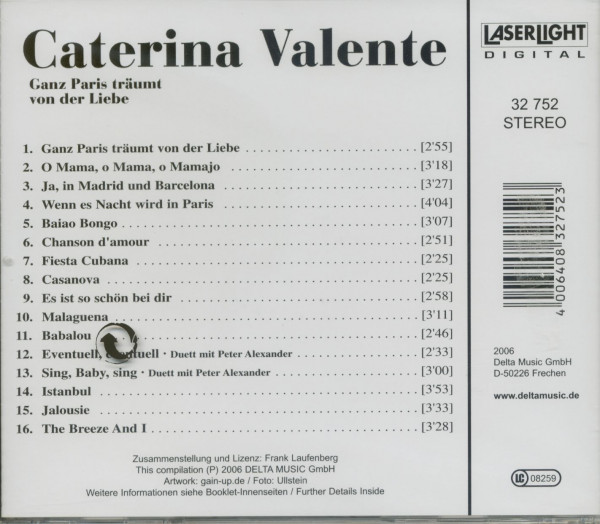 Caterina Valente
Ganz Paris träumt
von der Liebe
LASERLIGHT
DIGITAL
32 752
STEREO
1. Ganz Paris träumt von der Liebe [2'55]
2. O Mama, o Mama, o Mamajo [3'18]
3. Ja, in Madrid und Barcelona [3'27]
4. Wenn es Nacht wird in Paris [4'04]
5. Baiao Bongo [3'07]
6. Chanson d'amour [2'51]
7. Fiesta Cubana [2'25]
8. Casanova [2'25]
9. Es ist so schön bei dir [2'58]
10. Malaguena [3'11]
11. Babalou [2'46]
12. Eventuell, eventuell · Duett mit Peter Alexander [2'33]
13. Sing, Baby, sing · Duett mit Peter Alexander [3'00]
14. Istanbul [3'53]
15. Jalousie [3'33]
16. The Breeze And I [3'28]
4 006408 327523
2006
Delta Music GmbH
D-50226 Frechen
www.deltamusic.de
Zusammenstellung und Lizenz: Frank Laufenberg
This compilation (P) 2006 DELTA MUSIC GmbH
Artwork: gain-up.de / Foto: Ullstein
Weitere Informationen siehe Booklet-Innenseiten / Further Details Inside
LC 08259